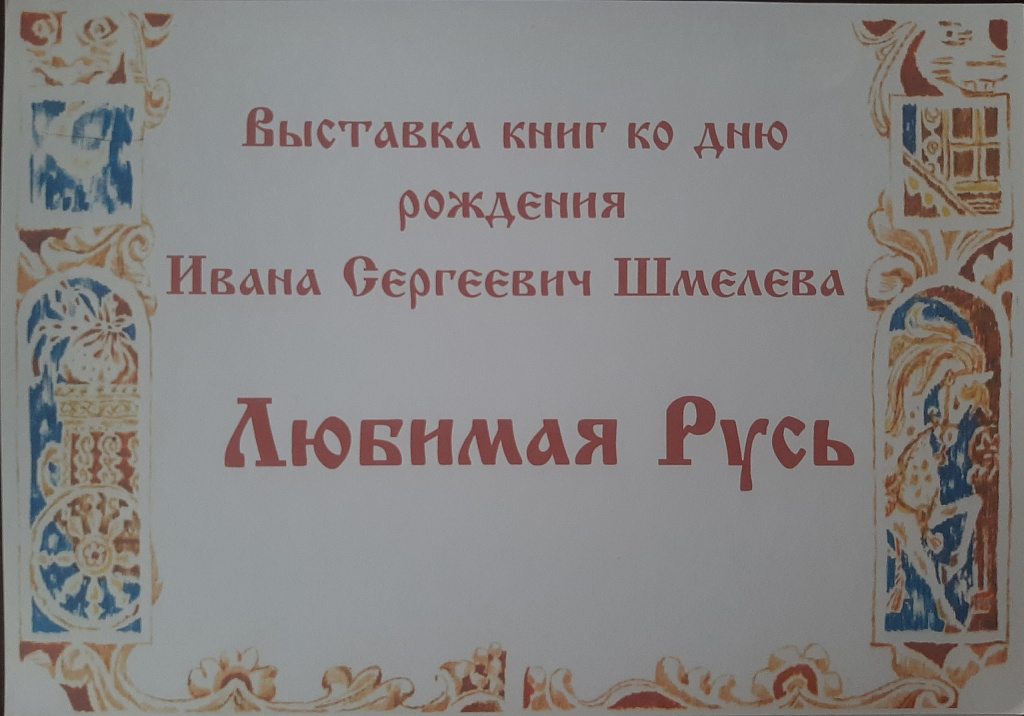 Выставка книг ко дню
рождения
Ивана Сергеевич Шмелева
Любимая Русь